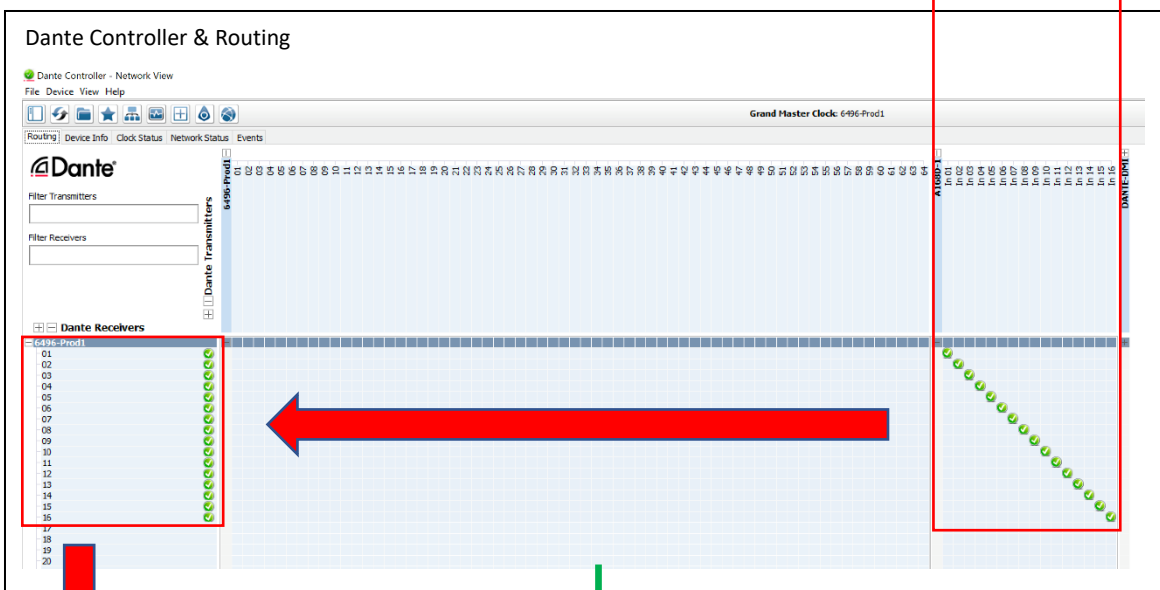 Dante Controller & Routing
Dante Controller - Network View
File Device View Help
Grand Master Clock: 6496-Prod1
Routing Device Info Clock Status Network Status Events
Dante®
Filter Transmitters
Filter Receivers
Dante Transmitters
6496-Prod1
01 02 03 04 05 06 07 08 09 10 11 12 13 14 15 16 17 18 19 20 21 22 23 24 25 26 27 28 29 30 31 32 33 34 35 36 37 38 39 40 41 42 43 44 45 46 47 48 49 50 51 52 53 54 55 56 57 58 59 60 61 62 63 64
A16BD-1
In 01 In 02 In 03 In 04 In 05 In 06 In 07 In 08 In 09 In 10 In 11 In 12 In 13 In 14 In 15 In 16
DANTE-DMI
Dante Receivers
6496-Prod1
01
02
03
04
05
06
07
08
09
10
11
12
13
14
15
16
17
18
19
20